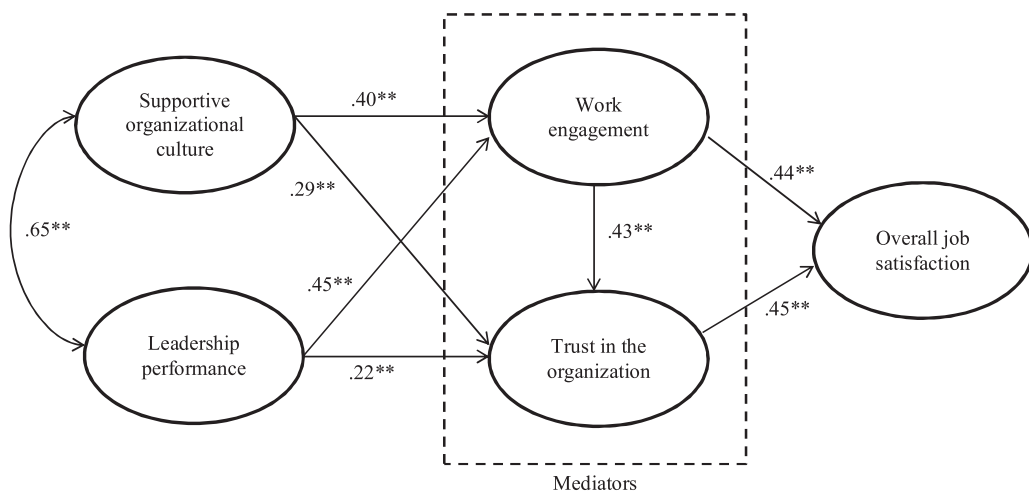 Supportive
organizational
culture
.40**
Work
engagement
.29**
.44**
.65**
.43**
Overall job
satisfaction
.45**
.45**
Leadership
performance
.22**
Trust in the
organization
Mediators